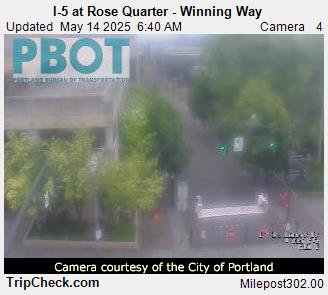 I-5 at Rose Quarter - Winning Way
Updated May 14 2025 6:40 AM Camera 4
PBOT
PORTLAND BUREAU OF TRANSPORTATION
Camera courtesy of the City of Portland
TripCheck.com Milepost302.00